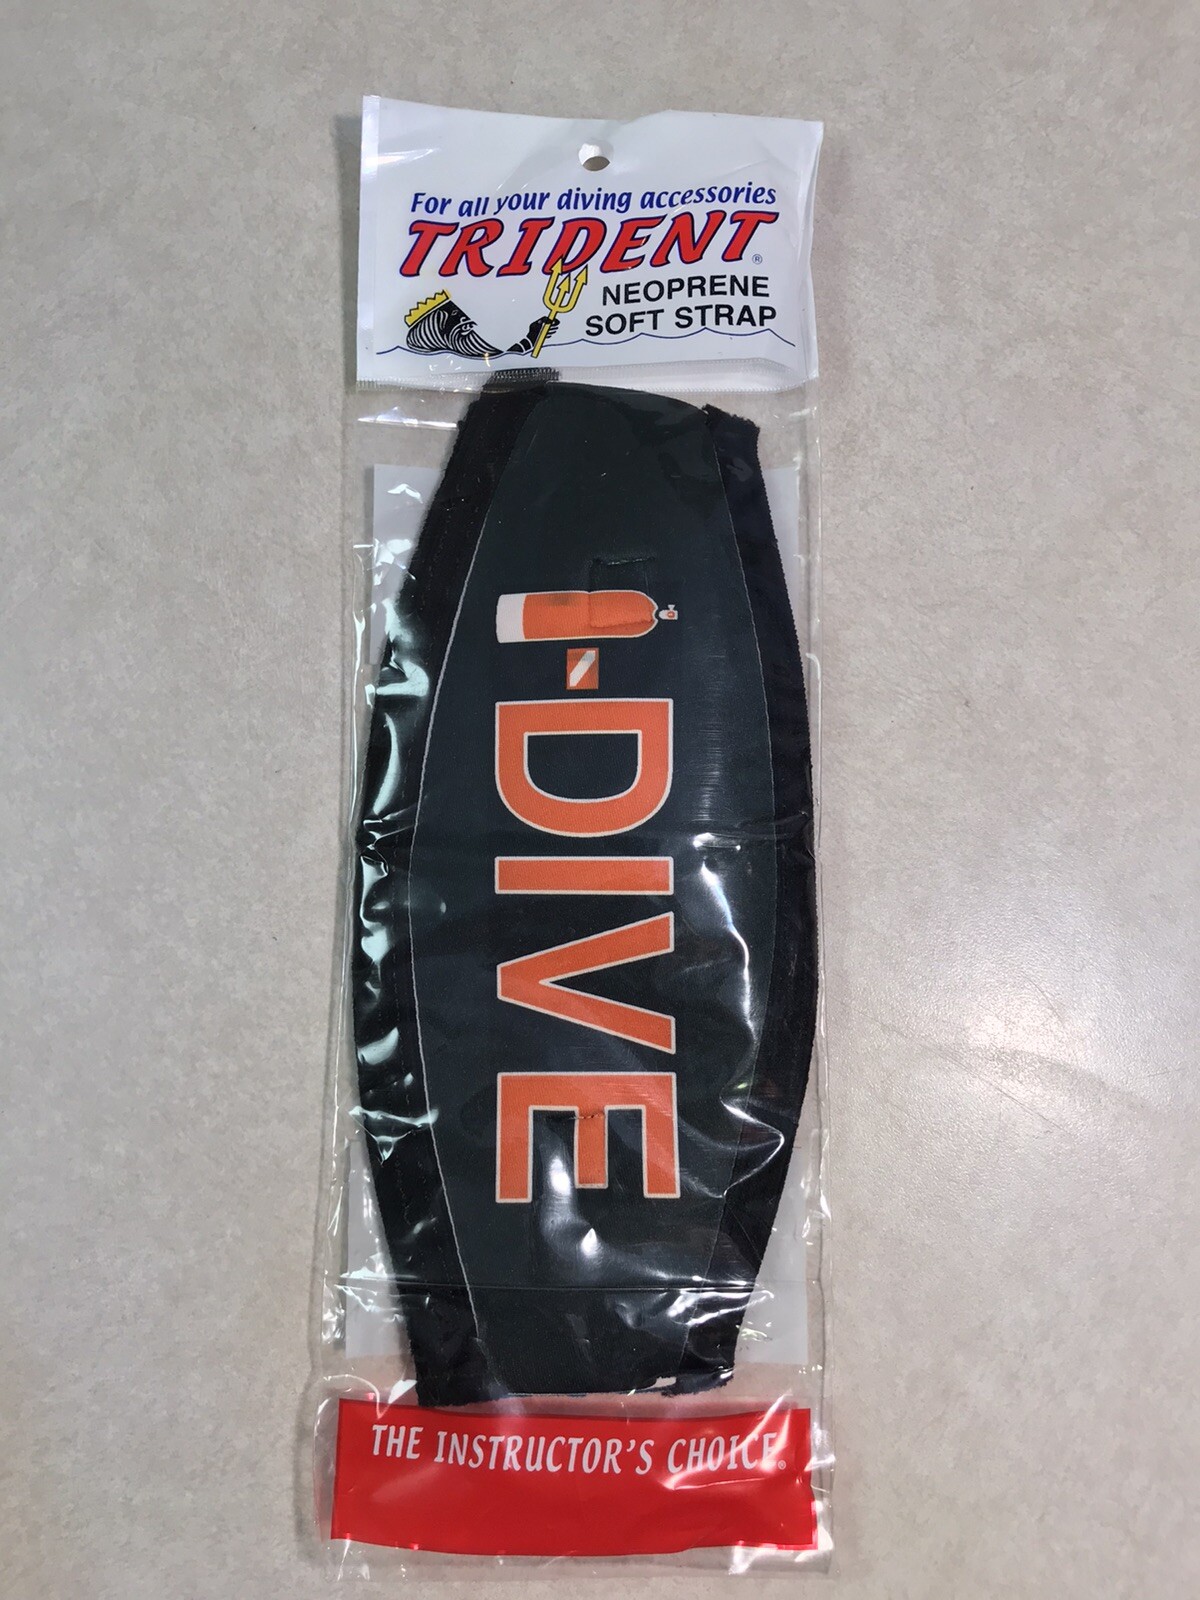 For all your diving accessories
TRIDENT®
NEOPRENE
SOFT STRAP
-DIVE
THE INSTRUCTOR'S CHOICE®